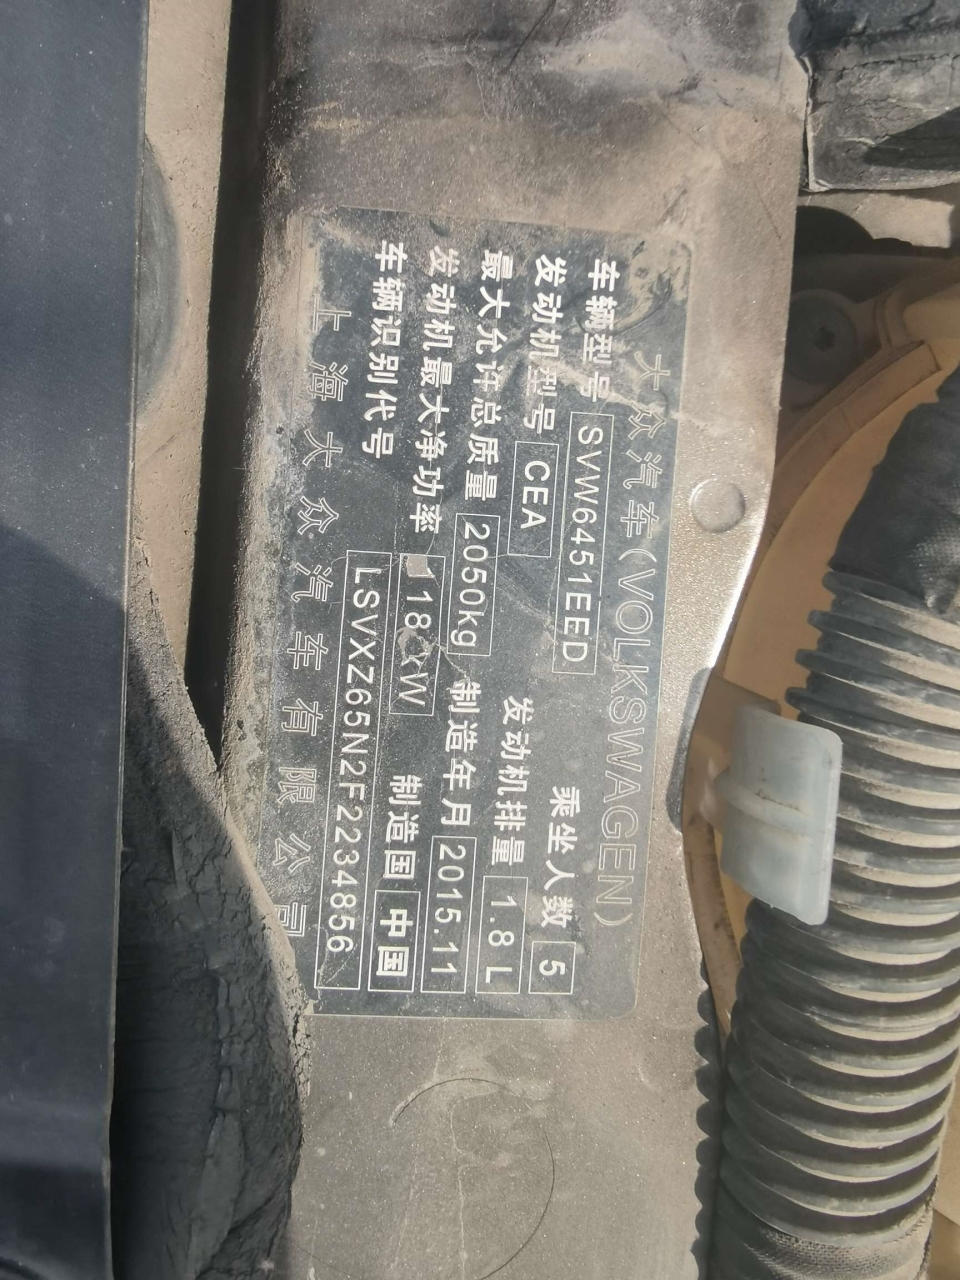 大众汽车(VOLKSWAGEN)
车辆型号 SVW6451EED 乘坐人数 5
发动机型号 CEA 发动机排量 1.8 L
最大允许总质量 2050kg 制造年月 2015.11
发动机最大净功率 118kW 制造国 中国
车辆识别代号 LSVXZ65N2F2234856
上海大众汽车有限公司